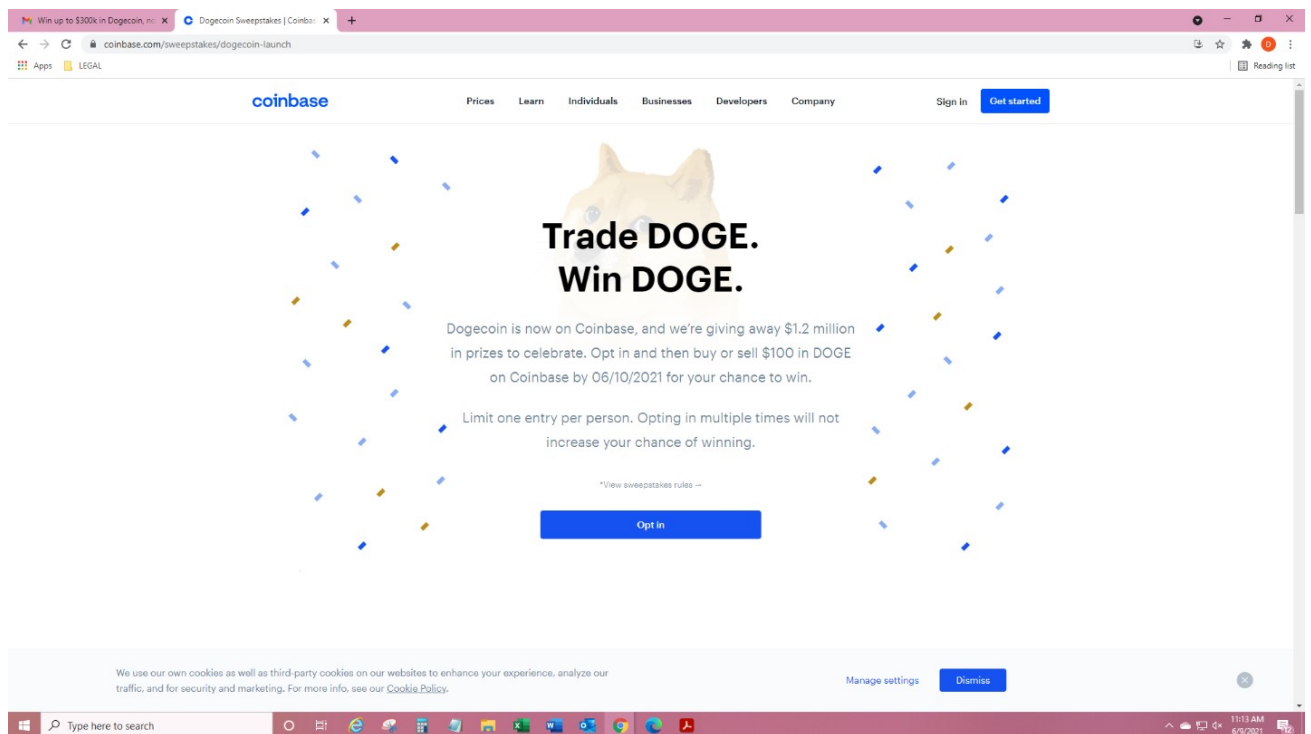 Win up to $300k in Dogecoin, no
Dogecoin Sweepstakes | Coinbas
coinbase.com/sweepstakes/dogecoin-launch
D
Apps LEGAL
Reading list
coinbase Prices Learn Individuals Businesses Developers Company Sign in Get started
Trade DOGE.
Win DOGE.
Dogecoin is now on Coinbase, and we're giving away $1.2 million
in prizes to celebrate. Opt in and then buy or sell $100 in DOGE
on Coinbase by 06/10/2021 for your chance to win.
Limit one entry per person. Opting in multiple times will not
increase your chance of winning.
*View sweepstakes rules
Opt in
We use our own cookies as well as third-party cookies on our websites to enhance your experience, analyze our
traffic, and for security and marketing. For more info, see our Cookie Policy.
Manage settings Dismiss
Type here to search
11:13 AM
6/9/2021